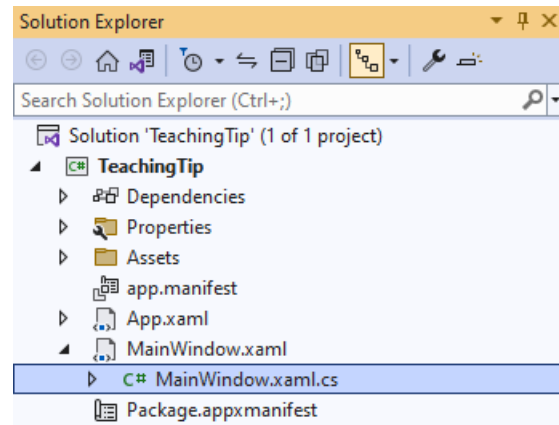 Solution Explorer
Search Solution Explorer (Ctrl+;)
Solution 'TeachingTip' (1 of 1 project)
C# TeachingTip
Dependencies
Properties
Assets
app.manifest
App.xaml
MainWindow.xaml
C# MainWindow.xaml.cs
Package.appxmanifest